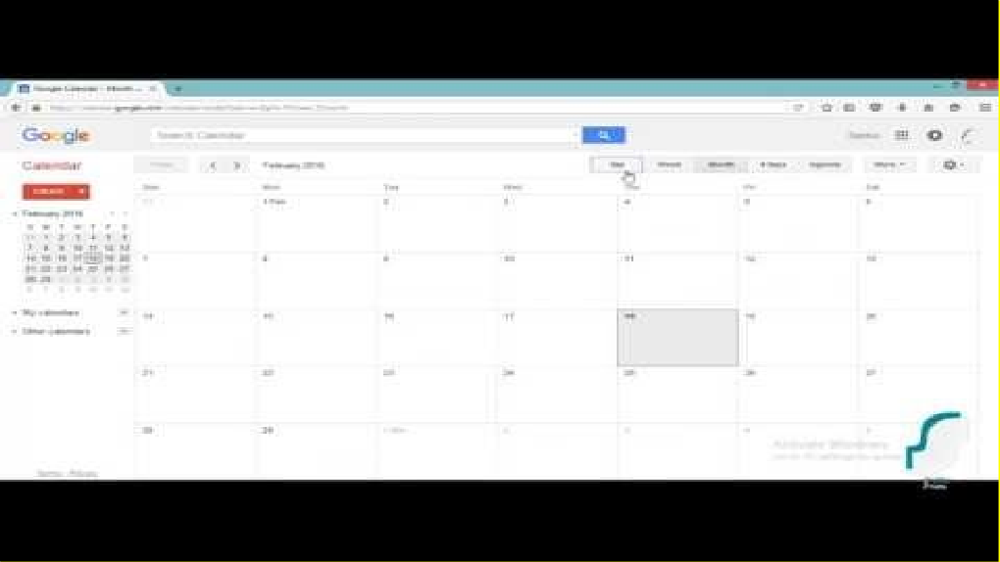 Google Calendar - Month ...
Google
Search Calendar
Calendar
February 2016
Day Week Month 4 Days Agenda More
CREATE
Sun Mon Tue Wed Thu Fri Sat
February 2016
S M T W T F S
31 1 2 3 4 5 6
7 8 9 10 11 12 13
14 15 16 17 18 19 20
21 22 23 24 25 26 27
28 29 1 2 3 4 5
6 7 8 9 10 11 12
31 1 Feb 2 3 4 5 6
7 8 9 10 11 12 13
My calendars
Other calendars
14 15 16 17 18 19 20
21 22 23 24 25 26 27
28 29 1 Mar 2 3 4 5
Activate Windows
Terms - Privacy